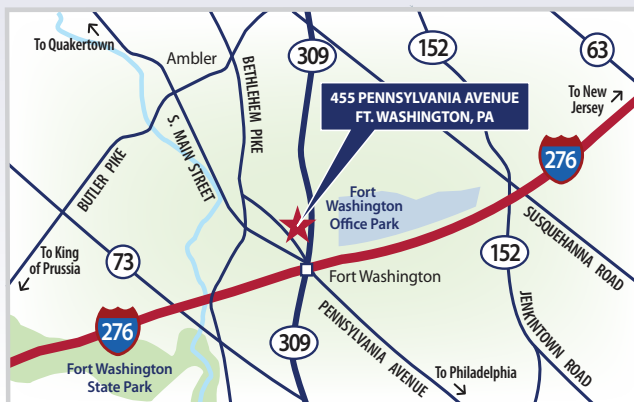 To Quakertown
Ambler
BETHLEHEM PIKE
309
152
63
To New
Jersey
455 PENNSYLVANIA AVENUE
FT. WASHINGTON, PA
276
S. MAIN STREET
BUTLER PIKE
Fort
Washington
Office Park
SUSQUEHANNA ROAD
To King
of Prussia
73
152
Fort Washington
276
309
PENNSYLVANIA AVENUE
JENKINTOWN ROAD
Fort Washington
State Park
To Philadelphia